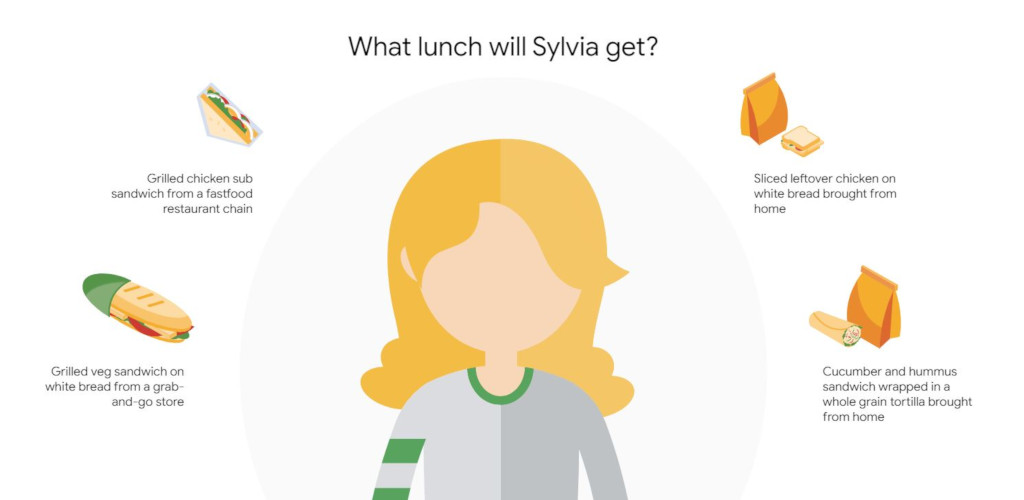 What lunch will Sylvia get?
Grilled chicken sub
sandwich from a fastfood
restaurant chain
Sliced leftover chicken on
white bread brought from
home
Grilled veg sandwich on
white bread from a grab-
and-go store
Cucumber and hummus
sandwich wrapped in a
whole grain tortilla brought
from home